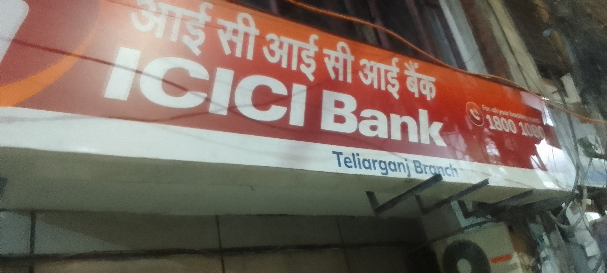 आई सी आई सी आई बैंक
ICICI Bank
1800 1080
Teliarganj Branch